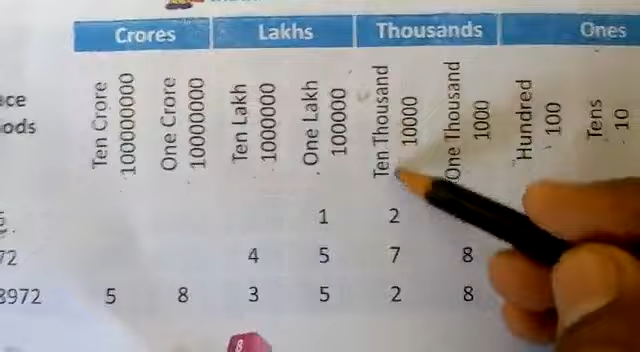 Crores Lakhs Thousands Ones
Ten Crore 100000000
One Crore 10000000
Ten Lakh 1000000
One Lakh 100000
Ten Thousand 10000
One Thousand 1000
Hundred 100
Tens 10
ace
ods
1 2
72 4 5 7 8
8972 5 8 3 5 2 8
8